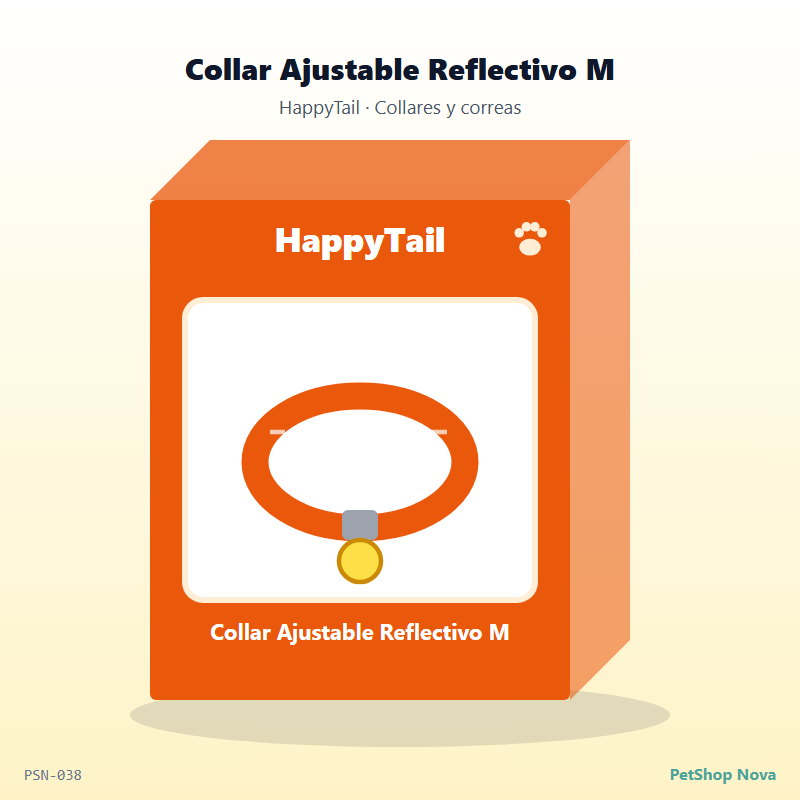 Collar Ajustable Reflectivo M
HappyTail · Collares y correas
HappyTail
Collar Ajustable Reflectivo M
PSN-038
PetShop Nova